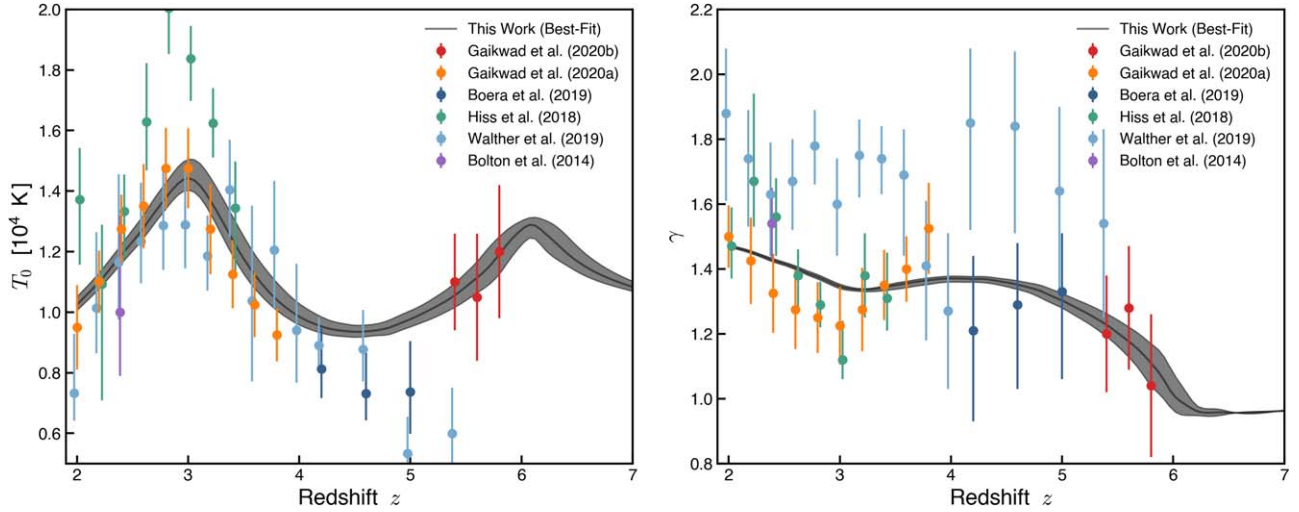 2.0
1.8
1.6
1.4
1.2
1.0
0.8
0.6
T₀ [10⁴ K]
2
3
4
5
6
7
Redshift z
This Work (Best-Fit)
Gaikwad et al. (2020b)
Gaikwad et al. (2020a)
Boera et al. (2019)
Hiss et al. (2018)
Walther et al. (2019)
Bolton et al. (2014)
2.2
2.0
1.8
1.6
1.4
1.2
1.0
0.8
γ
2
3
4
5
6
7
Redshift z
This Work (Best-Fit)
Gaikwad et al. (2020b)
Gaikwad et al. (2020a)
Boera et al. (2019)
Hiss et al. (2018)
Walther et al. (2019)
Bolton et al. (2014)